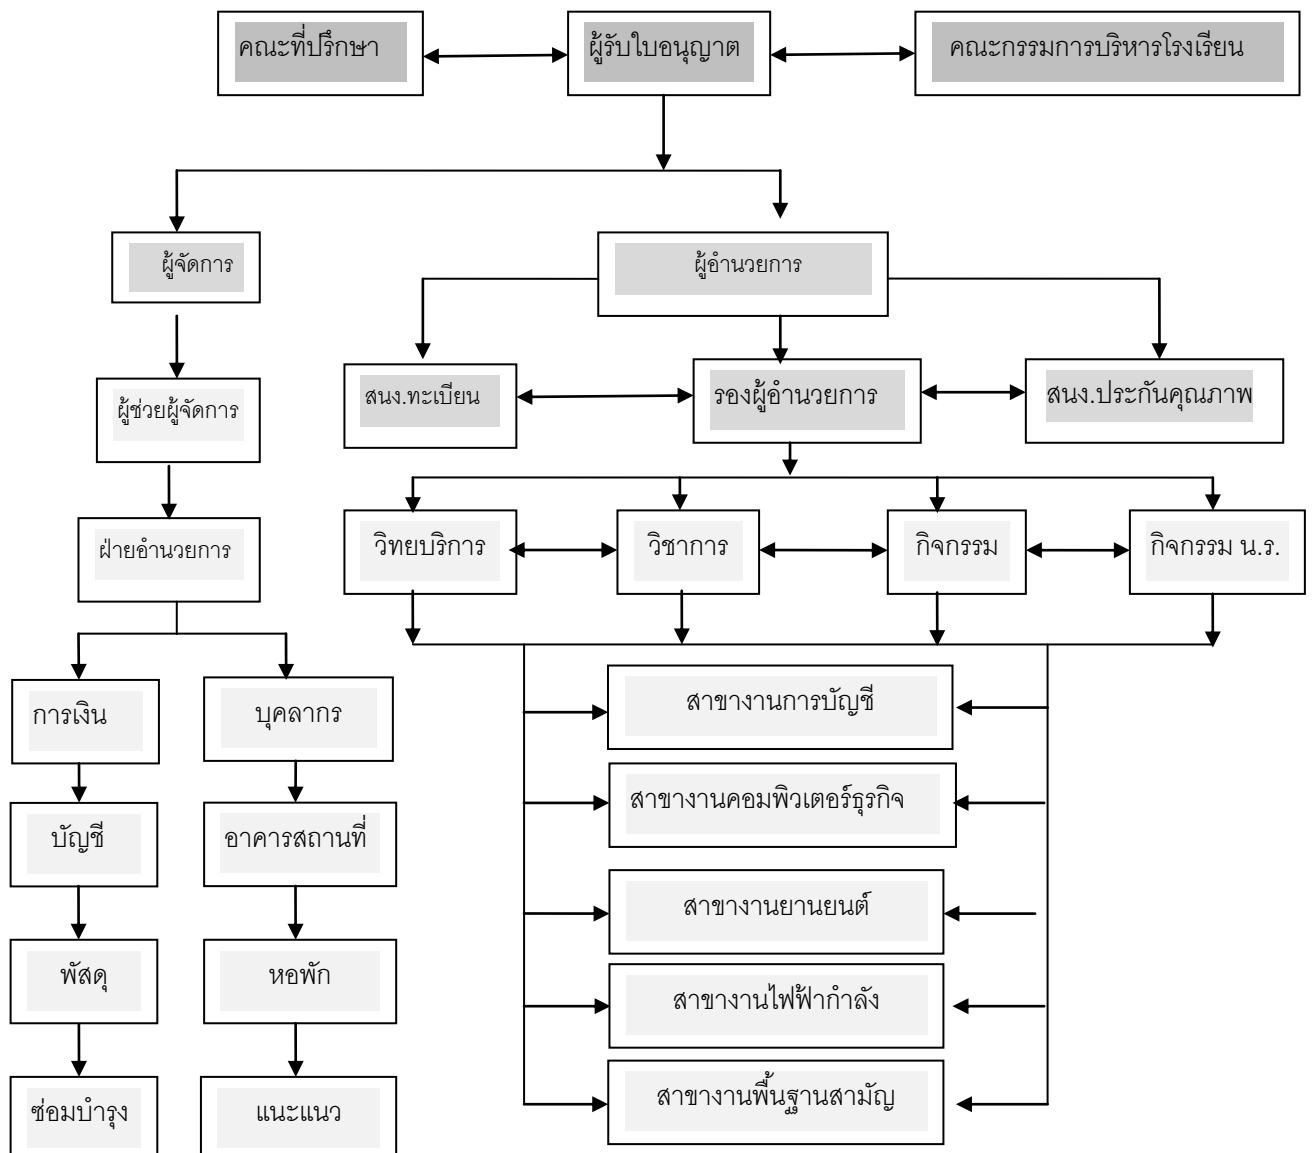 คณะที่ปรึกษา
ผู้รับใบอนุญาต
คณะกรรมการบริหารโรงเรียน
ผู้จัดการ
ผู้อำนวยการ
ผู้ช่วยผู้จัดการ
สนง.ทะเบียน
รองผู้อำนวยการ
สนง.ประกันคุณภาพ
ฝ่ายอำนวยการ
วิทยบริการ
วิชาการ
กิจกรรม
กิจกรรม น.ร.
การเงิน
บุคลากร
สาขางานการบัญชี
บัญชี
อาคารสถานที่
สาขางานคอมพิวเตอร์ธุรกิจ
สาขางานยานยนต์
พัสดุ
หอพัก
สาขางานไฟฟ้ากำลัง
ซ่อมบำรุง
แนะแนว
สาขางานพื้นฐานสามัญ